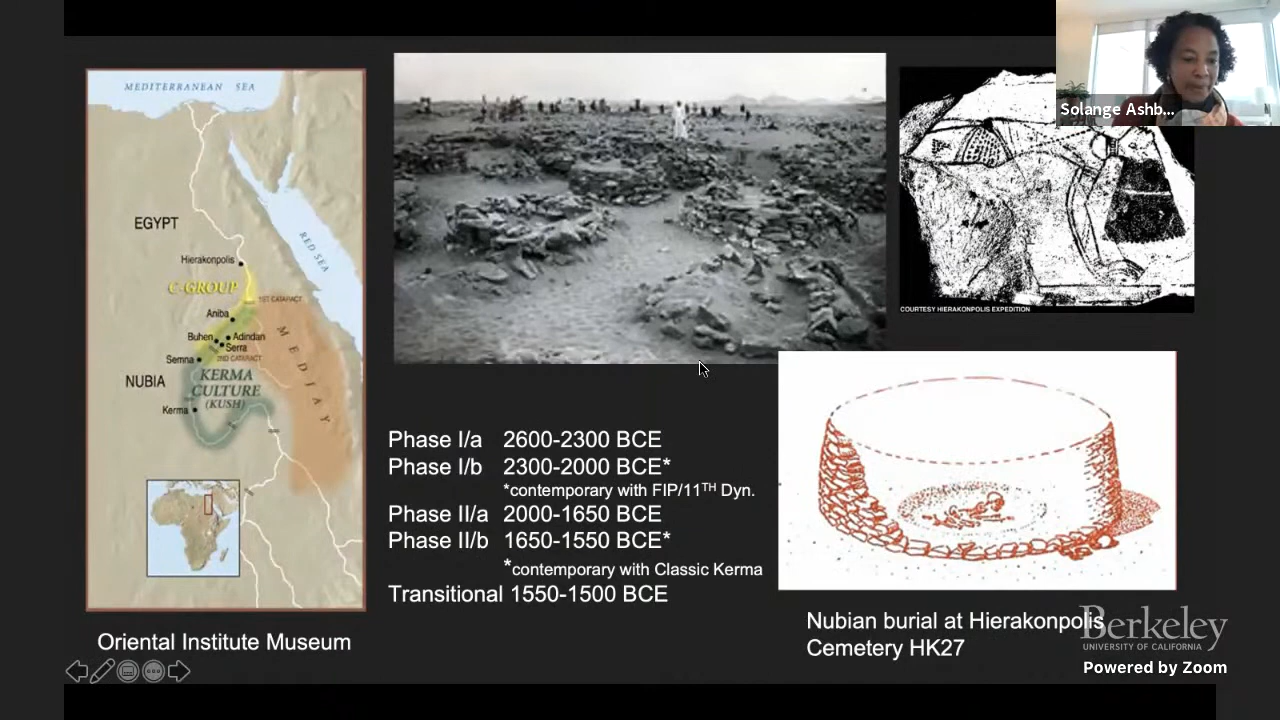 MEDITERRANEAN SEA
EGYPT
RED SEA
Hierakonpolis
C-GROUP
1ST CATARACT
Aniba
Buhen
Adindan
Serra
Semna
2ND CATARACT
MEDJAY
NUBIA
KERMA
CULTURE
(KUSH)
Kerma
Oriental Institute Museum
Phase I/a 2600-2300 BCE
Phase I/b 2300-2000 BCE*
*contemporary with FIP/11TH Dyn.
Phase II/a 2000-1650 BCE
Phase II/b 1650-1550 BCE*
*contemporary with Classic Kerma
Transitional 1550-1500 BCE
COURTESY HIERAKONPOLIS EXPEDITION
Solange Ashb...
Nubian burial at Hierakonpolis
Cemetery HK27
Berkeley
UNIVERSITY OF CALIFORNIA
Powered by Zoom